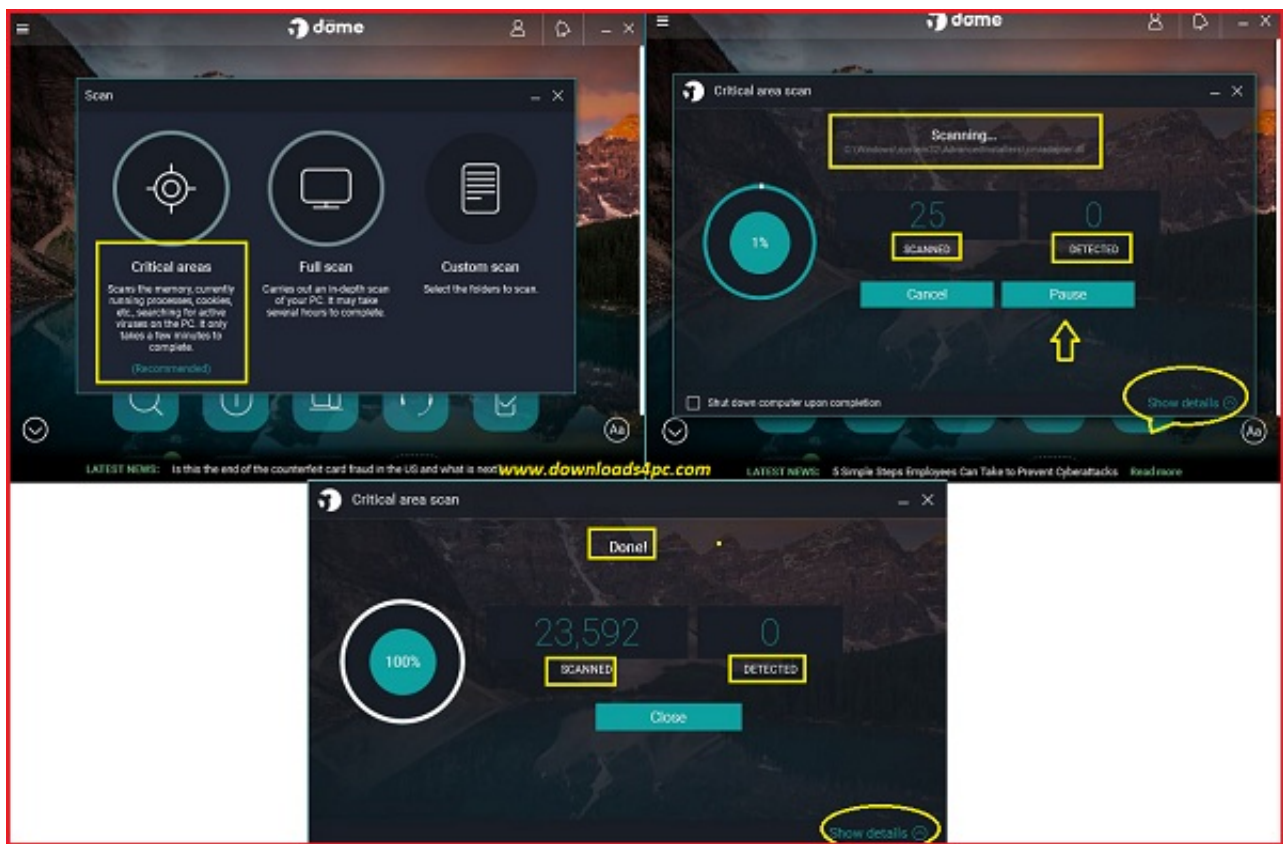 dome
Scan
Critical areas
Scans the memory, currently
running processes, cookies,
etc., searching for active
viruses on the PC. It only
takes a few minutes to
complete.
(Recommended)
Full scan
Carries out an in-depth scan
of your PC. It may take
several hours to complete.
Custom scan
Select the folders to scan.
Aa
LATEST NEWS: Is this the end of the counterfeit card fraud in the US and what is next
www.downloads4pc.com
dome
Critical area scan
Scanning...
1%
25
SCANNED
0
DETECTED
Cancel
Pause
Shut down computer upon completion
Show details
Aa
LATEST NEWS: 5 Simple Steps Employees Can Take to Prevent Cyberattacks Read more
Critical area scan
Done!
100%
23,592
SCANNED
0
DETECTED
Close
Show details